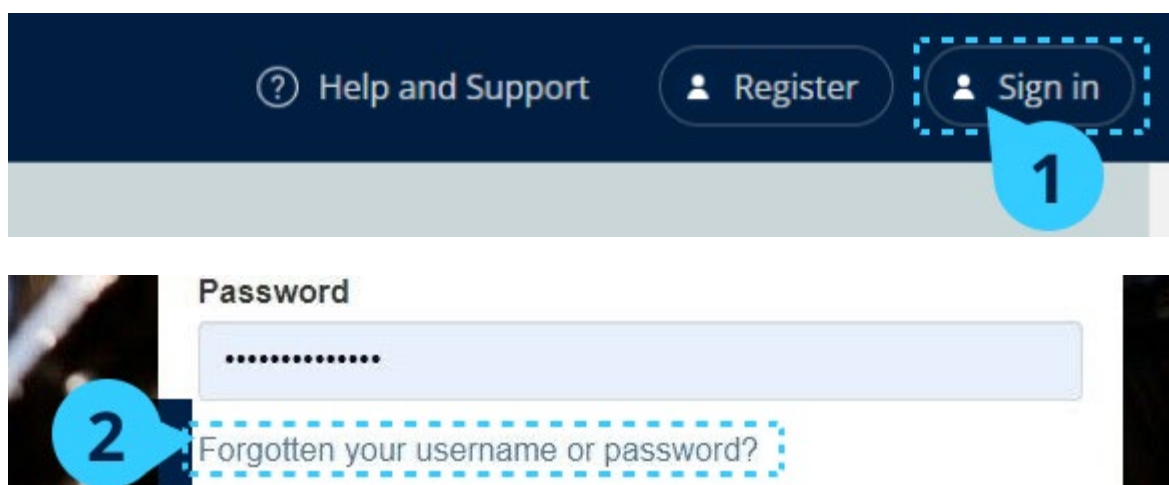 ? Help and Support Register Sign in
1
Password
••••••••••••••
2
Forgotten your username or password?